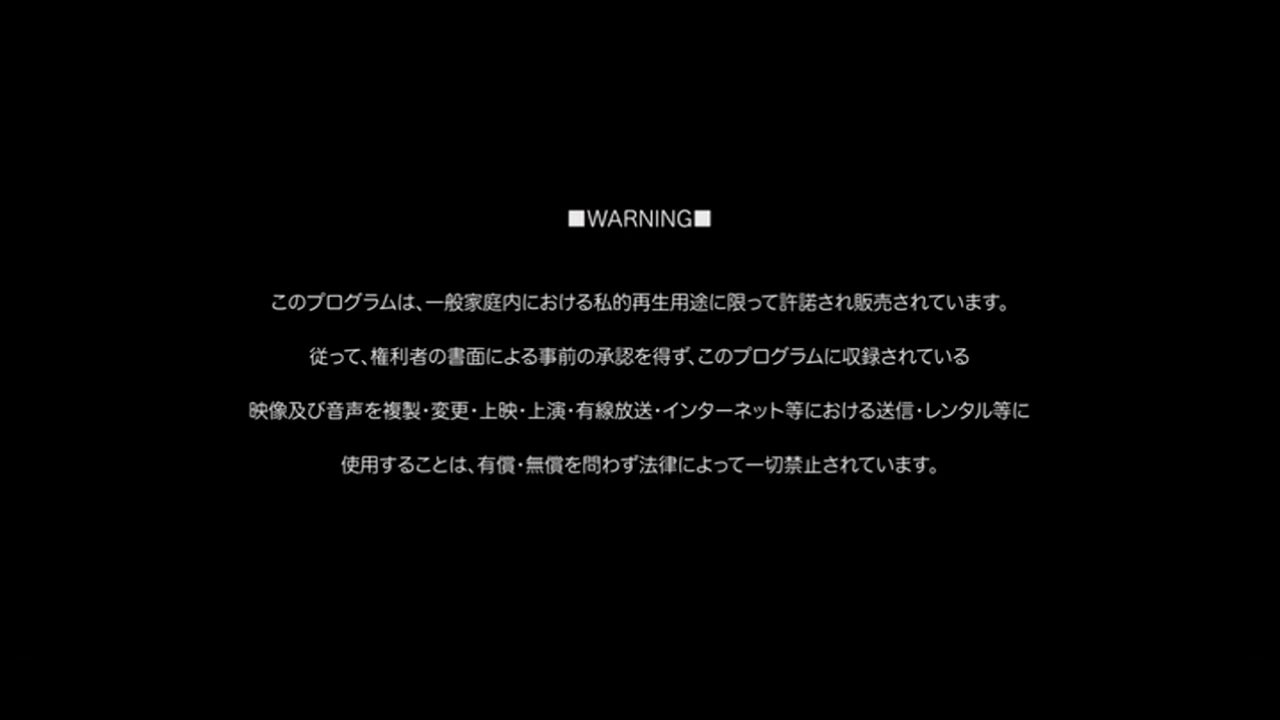 ■WARNING■
このプログラムは、一般家庭内における私的再生用途に限って許諾され販売されています。
従って、権利者の書面による事前の承認を得ず、このプログラムに収録されている
映像及び音声を複製・変更・上映・上演・有線放送・インターネット等における送信・レンタル等に
使用することは、有償・無償を問わず法律によって一切禁止されています。